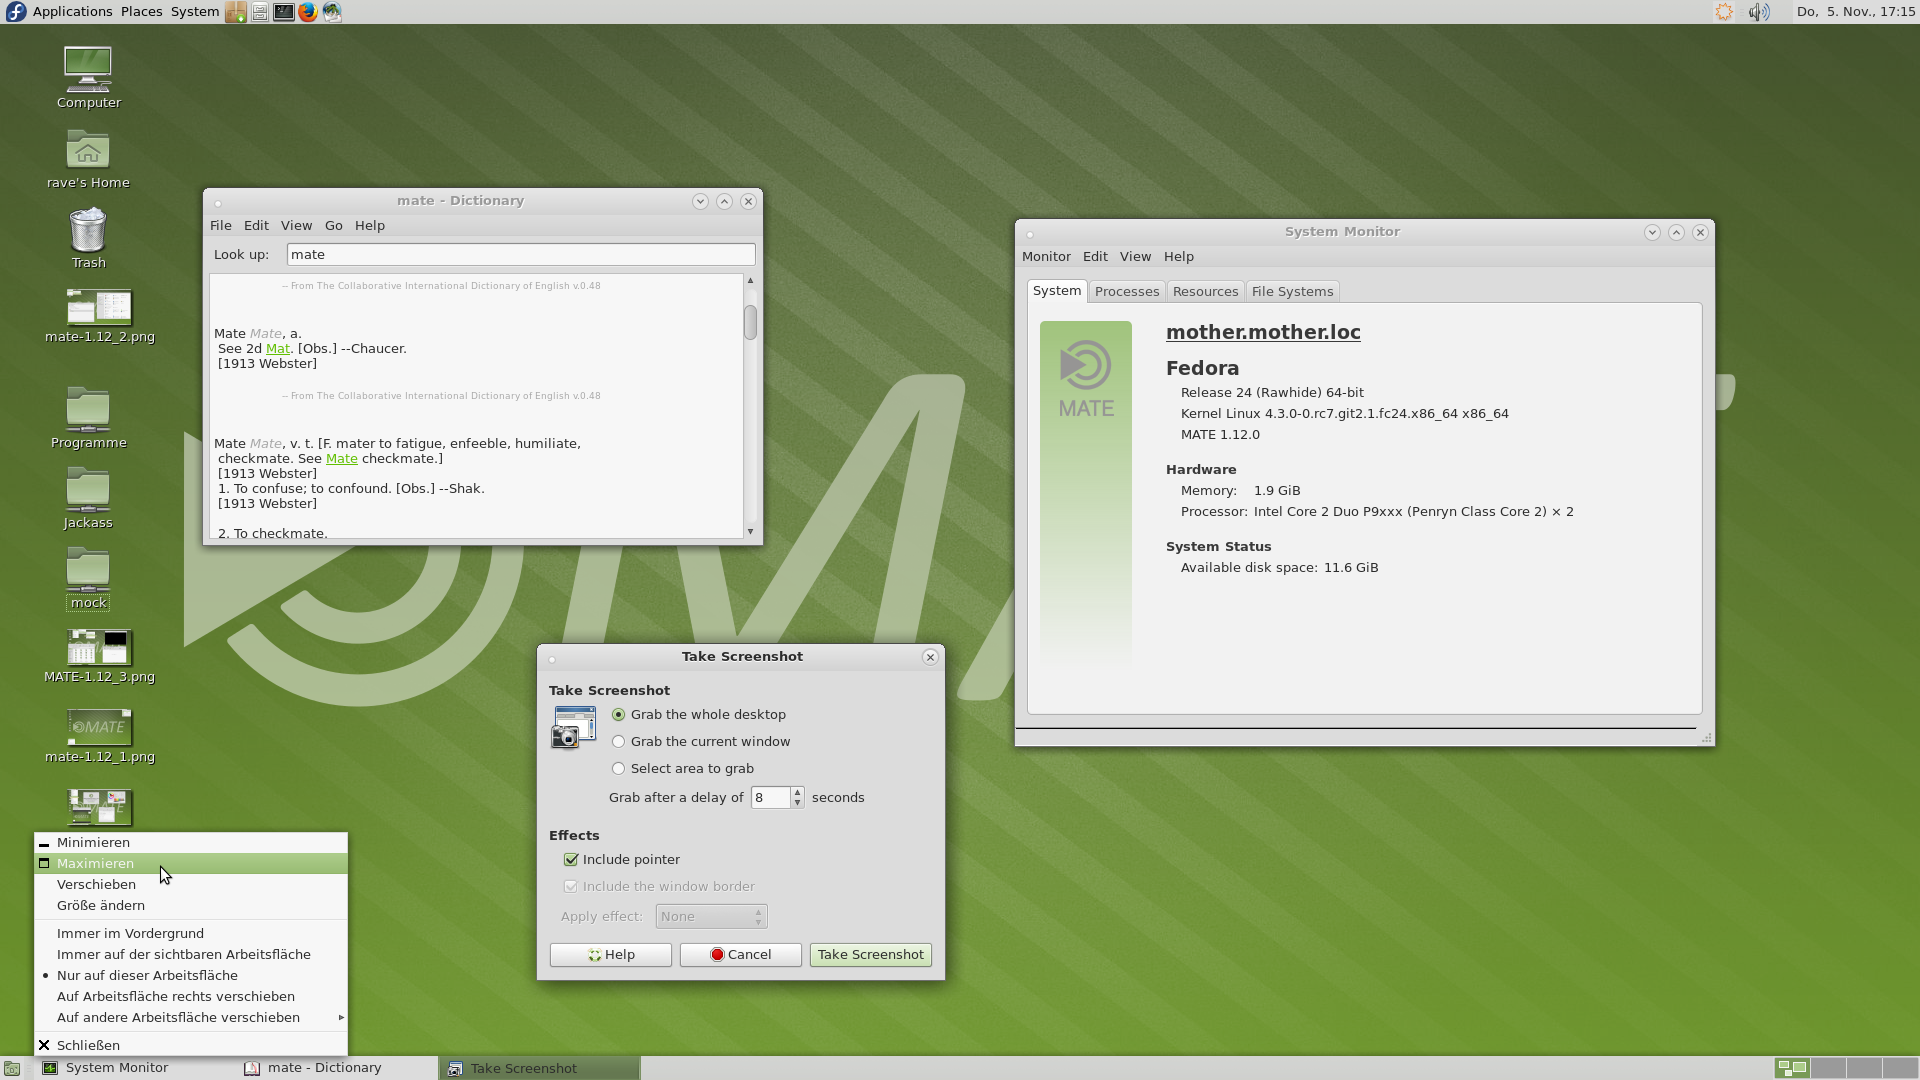 Applications Places System
Do, 5. Nov., 17:15
Computer
rave's Home
Trash
mate-1.12_2.png
Programme
Jackass
mock
MATE-1.12_3.png
mate-1.12_1.png
mate - Dictionary
File Edit View Go Help
Look up: mate
-- From The Collaborative International Dictionary of English v.0.48
Mate Mate, a.
See 2d Mat. [Obs.] --Chaucer.
[1913 Webster]
-- From The Collaborative International Dictionary of English v.0.48
Mate Mate, v. t. [F. mater to fatigue, enfeeble, humiliate,
checkmate. See Mate checkmate.]
[1913 Webster]
1. To confuse; to confound. [Obs.] --Shak.
[1913 Webster]
2. To checkmate.
System Monitor
Monitor Edit View Help
System Processes Resources File Systems
MATE
mother.mother.loc
Fedora
Release 24 (Rawhide) 64-bit
Kernel Linux 4.3.0-0.rc7.git2.1.fc24.x86_64 x86_64
MATE 1.12.0
Hardware
Memory: 1.9 GiB
Processor: Intel Core 2 Duo P9xxx (Penryn Class Core 2) × 2
System Status
Available disk space: 11.6 GiB
Take Screenshot
Take Screenshot
Grab the whole desktop
Grab the current window
Select area to grab
Grab after a delay of 8 seconds
Effects
Include pointer
Include the window border
Apply effect: None
Help Cancel Take Screenshot
Minimieren
Maximieren
Verschieben
Größe ändern
Immer im Vordergrund
Immer auf der sichtbaren Arbeitsfläche
Nur auf dieser Arbeitsfläche
Auf Arbeitsfläche rechts verschieben
Auf andere Arbeitsfläche verschieben
Schließen
System Monitor
mate - Dictionary
Take Screenshot